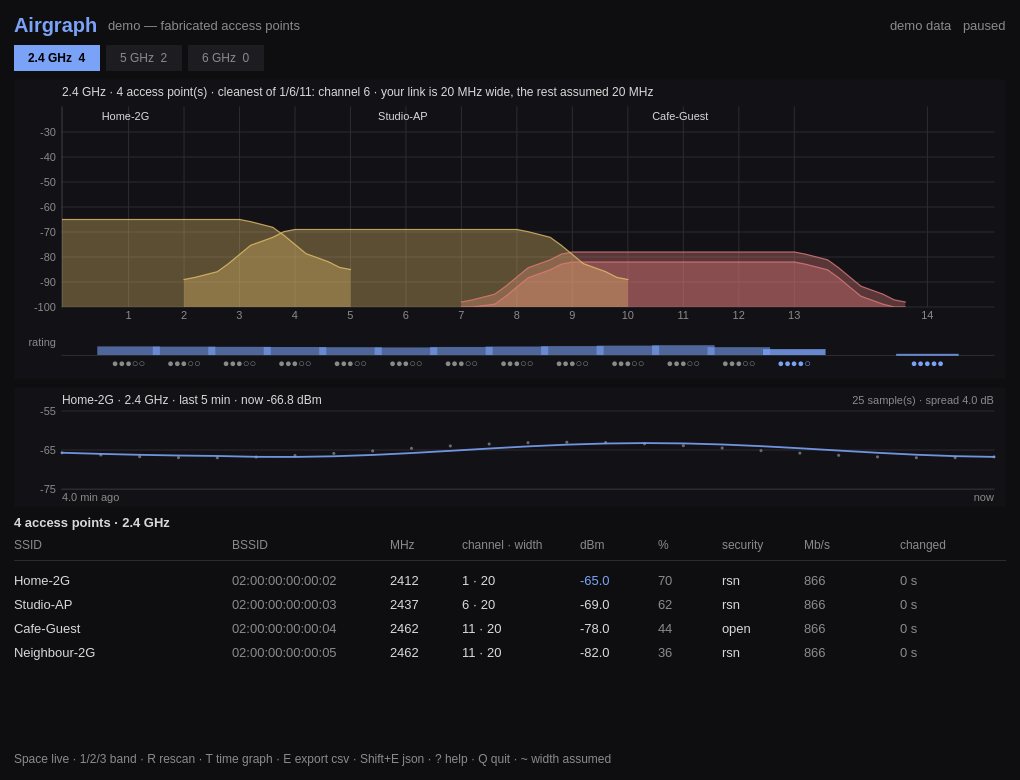 Airgraph demo — fabricated access points demo data paused
2.4 GHz 4 5 GHz 2 6 GHz 0
2.4 GHz · 4 access point(s) · cleanest of 1/6/11: channel 6 · your link is 20 MHz wide, the rest assumed 20 MHz
Home-2G Studio-AP Cafe-Guest
-30
-40
-50
-60
-70
-80
-90
-100
1 2 3 4 5 6 7 8 9 10 11 12 13 14
rating
●●●○○ ●●●○○ ●●●○○ ●●●○○ ●●●○○ ●●●○○ ●●●○○ ●●●○○ ●●●○○ ●●●○○ ●●●○○ ●●●○○ ●●●●○ ●●●●●
Home-2G · 2.4 GHz · last 5 min · now -66.8 dBm 25 sample(s) · spread 4.0 dB
-55
-65
-75
4.0 min ago now
4 access points · 2.4 GHz
SSID BSSID MHz channel · width dBm % security Mb/s changed
Home-2G 02:00:00:00:00:02 2412 1 · 20 -65.0 70 rsn 866 0 s
Studio-AP 02:00:00:00:00:03 2437 6 · 20 -69.0 62 rsn 866 0 s
Cafe-Guest 02:00:00:00:00:04 2462 11 · 20 -78.0 44 open 866 0 s
Neighbour-2G 02:00:00:00:00:05 2462 11 · 20 -82.0 36 rsn 866 0 s
Space live · 1/2/3 band · R rescan · T time graph · E export csv · Shift+E json · ? help · Q quit · ~ width assumed